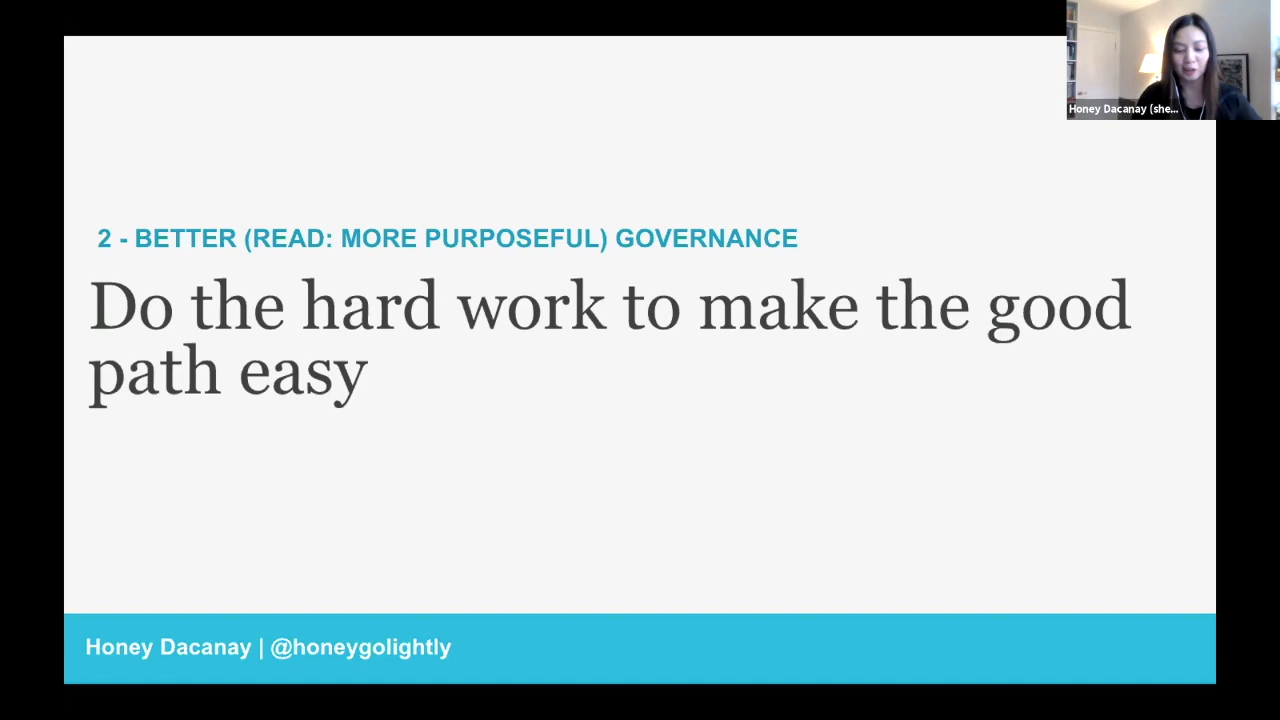 Honey Dacanay (she...
2 - BETTER (READ: MORE PURPOSEFUL) GOVERNANCE
Do the hard work to make the good
path easy
Honey Dacanay | @honeygolightly